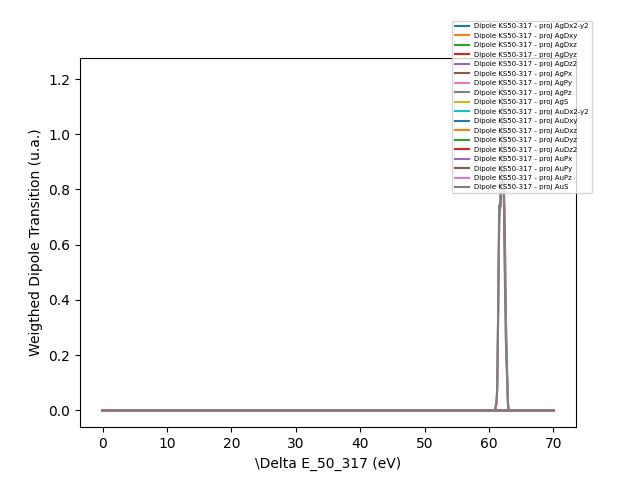 Dipole KS50-317 - proj AgDx2-y2
Dipole KS50-317 - proj AgDxy
Dipole KS50-317 - proj AgDxz
Dipole KS50-317 - proj AgDyz
Dipole KS50-317 - proj AgDz2
Dipole KS50-317 - proj AgPx
Dipole KS50-317 - proj AgPy
Dipole KS50-317 - proj AgPz
Dipole KS50-317 - proj AgS
Dipole KS50-317 - proj AuDx2-y2
Dipole KS50-317 - proj AuDxy
Dipole KS50-317 - proj AuDxz
Dipole KS50-317 - proj AuDyz
Dipole KS50-317 - proj AuDz2
Dipole KS50-317 - proj AuPx
Dipole KS50-317 - proj AuPy
Dipole KS50-317 - proj AuPz
Dipole KS50-317 - proj AuS
Weigthed Dipole Transition (u.a.)
1.2
1.0
0.8
0.6
0.4
0.2
0.0
0 10 20 30 40 50 60 70
\Delta E_50_317 (eV)